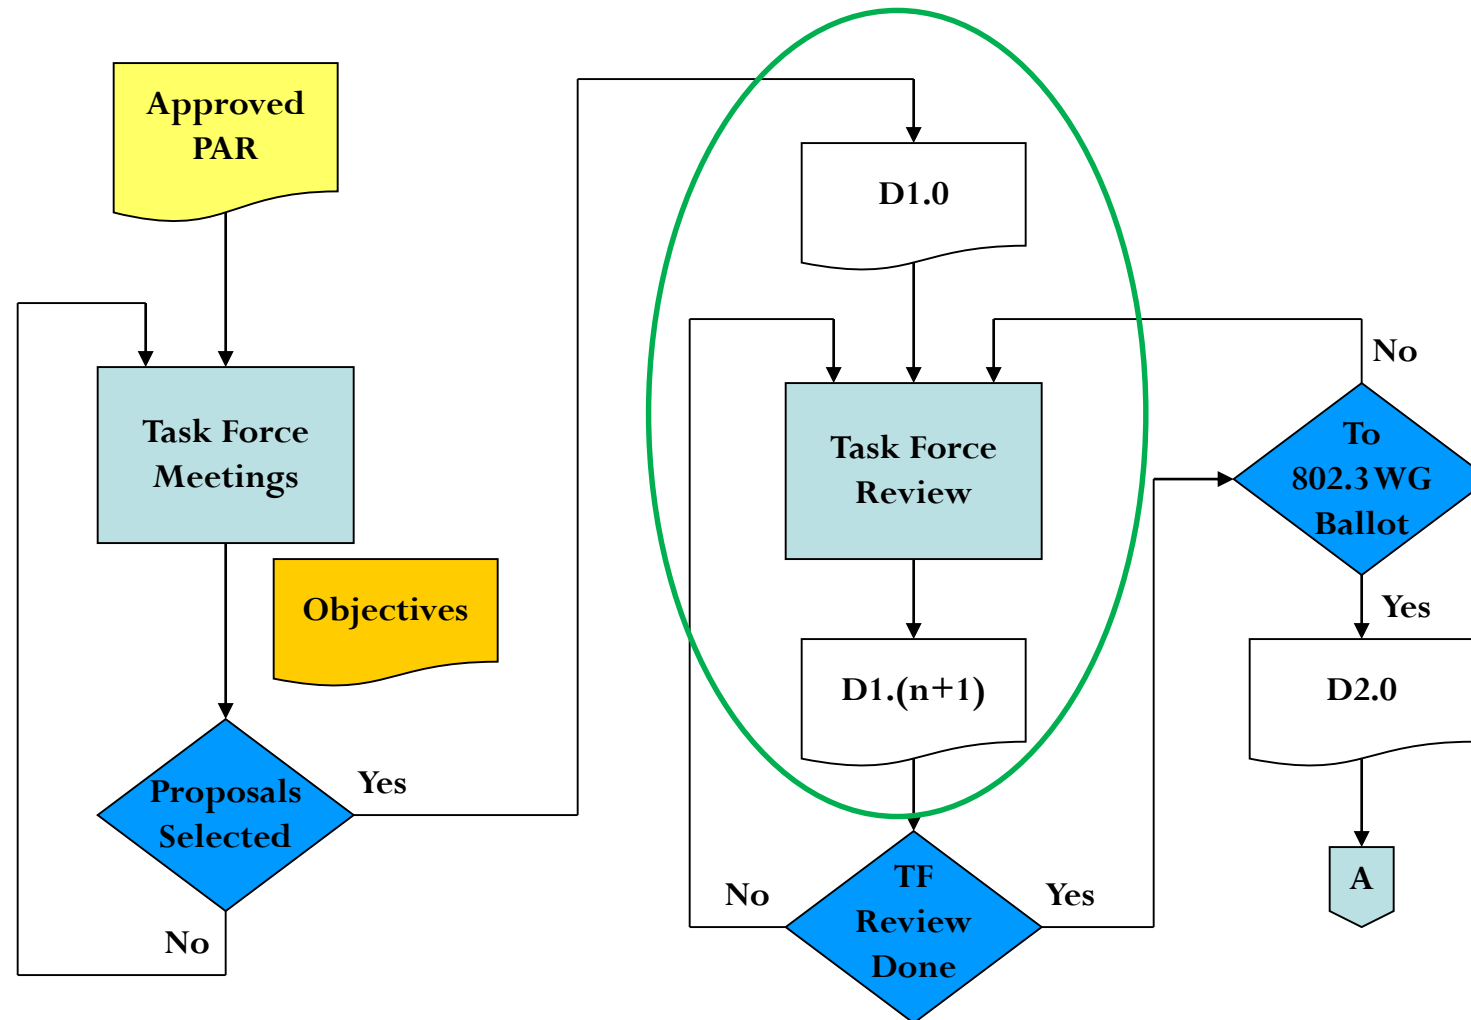 Approved
PAR
Task Force
Meetings
Objectives
Proposals
Selected
Yes
No
D1.0
Task Force
Review
D1.(n+1)
TF
Review
Done
No
Yes
To
802.3 WG
Ballot
No
Yes
D2.0
A